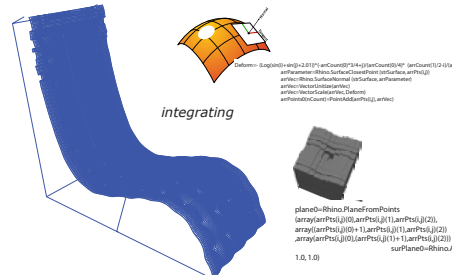 Normal
Deform=- (Log(sin(i)+sin(j)+2.01))*(-arrCount(0)*3/4+j)/(arrCount(0)/4)* (arrCount(1)/2-i)/(a
arrParameter=Rhino.SurfaceClosestPoint (strSurface, arrPts(i,j))
arrVec=Rhino.SurfaceNormal (strSurface, arrParameter)
arrVec=VectorUnitize(arrVec)
arrVec=VectorScale(arrVec, Deform)
arrPoints0(nCount)=PointAdd(arrPts(i,j), arrVec)
integrating
plane0=Rhino.PlaneFromPoints
(array(arrPts(i,j)(0),arrPts(i,j)(1),arrPts(i,j)(2)),
array((arrPts(i,j)(0)+1),arrPts(i,j)(1),arrPts(i,j)(2))
,array(arrPts(i,j)(0),(arrPts(i,j)(1)+1),arrPts(i,j)(2)))
surPlane0=Rhino.A
1.0, 1.0)